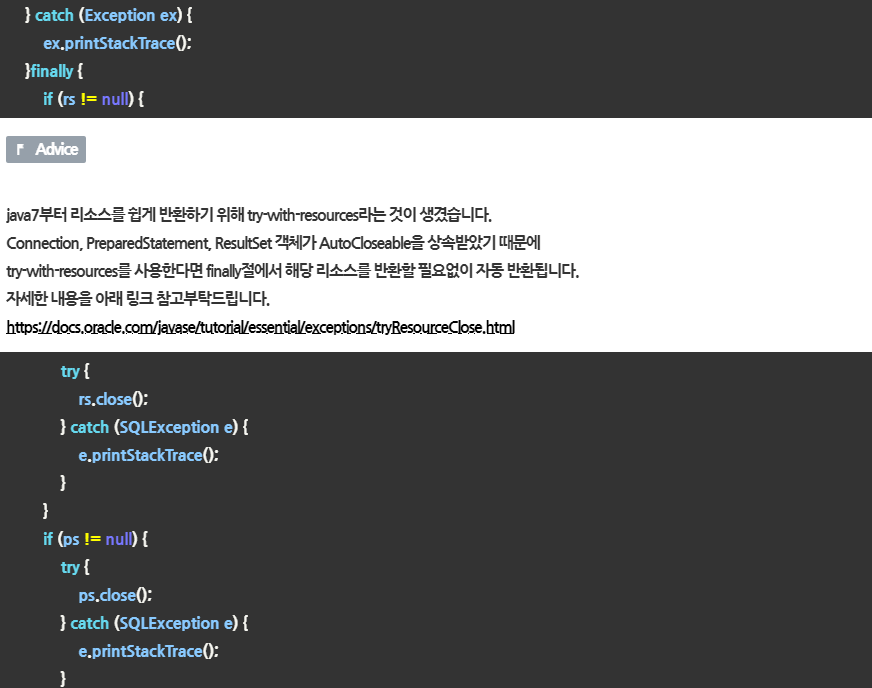 } catch (Exception ex) {
ex.printStackTrace();
}finally {
if (rs != null) {
Advice
java7부터 리소스를 쉽게 반환하기 위해 try-with-resources라는 것이 생겼습니다.
Connection, PreparedStatement, ResultSet 객체가 AutoCloseable을 상속받았기 때문에
try-with-resources를 사용한다면 finally절에서 해당 리소스를 반환할 필요없이 자동 반환됩니다.
자세한 내용을 아래 링크 참고부탁드립니다.
https://docs.oracle.com/javase/tutorial/essential/exceptions/tryResourceClose.html
try {
rs.close();
} catch (SQLException e) {
e.printStackTrace();
}
}
if (ps != null) {
try {
ps.close();
} catch (SQLException e) {
e.printStackTrace();
}